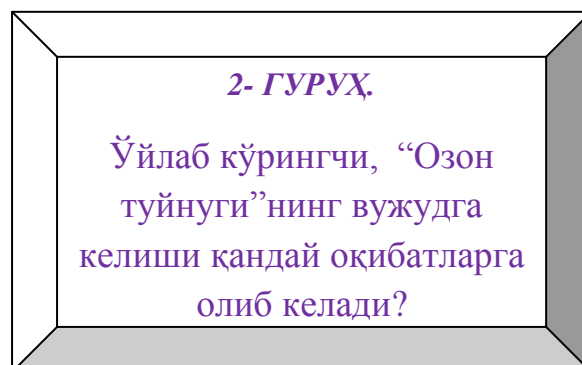 2- ГУРУҲ.
Ўйлаб кўрингчи, “Озон
туйнуги”нинг вужудга
келиши қандай оқибатларга
олиб келади?